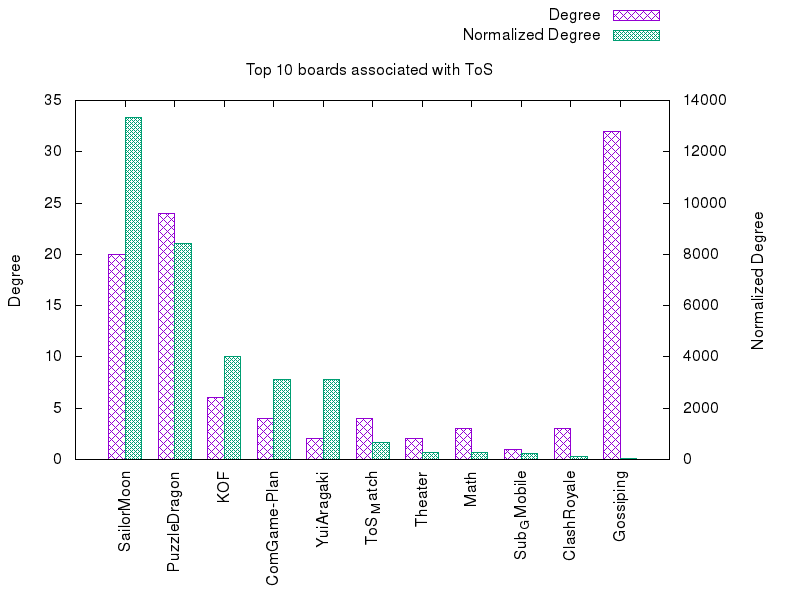 Degree
Normalized Degree
Top 10 boards associated with ToS
35 14000
30 12000
25 10000
20 8000
15 6000
10 4000
5 2000
0 0
Degree
Normalized Degree
SailorMoon
PuzzleDragon
KOF
ComGame-Plan
YuiAragaki
ToSMatch
Theater
Math
SubGMobile
ClashRoyale
Gossiping